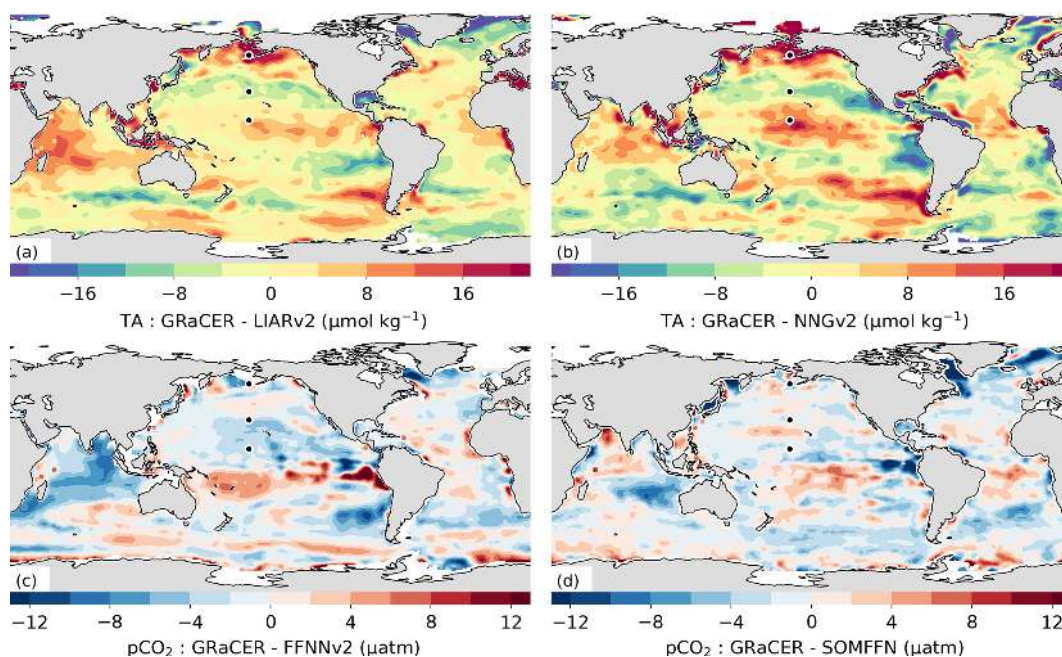 (a)
(b)
−16 −8 0 8 16
−16 −8 0 8 16
TA : GRaCER - LIARv2 (μmol kg⁻¹)
TA : GRaCER - NNGv2 (μmol kg⁻¹)
(c)
(d)
−12 −8 −4 0 4 8 12
−12 −8 −4 0 4 8 12
pCO₂ : GRaCER - FFNNv2 (μatm)
pCO₂ : GRaCER - SOMFFN (μatm)